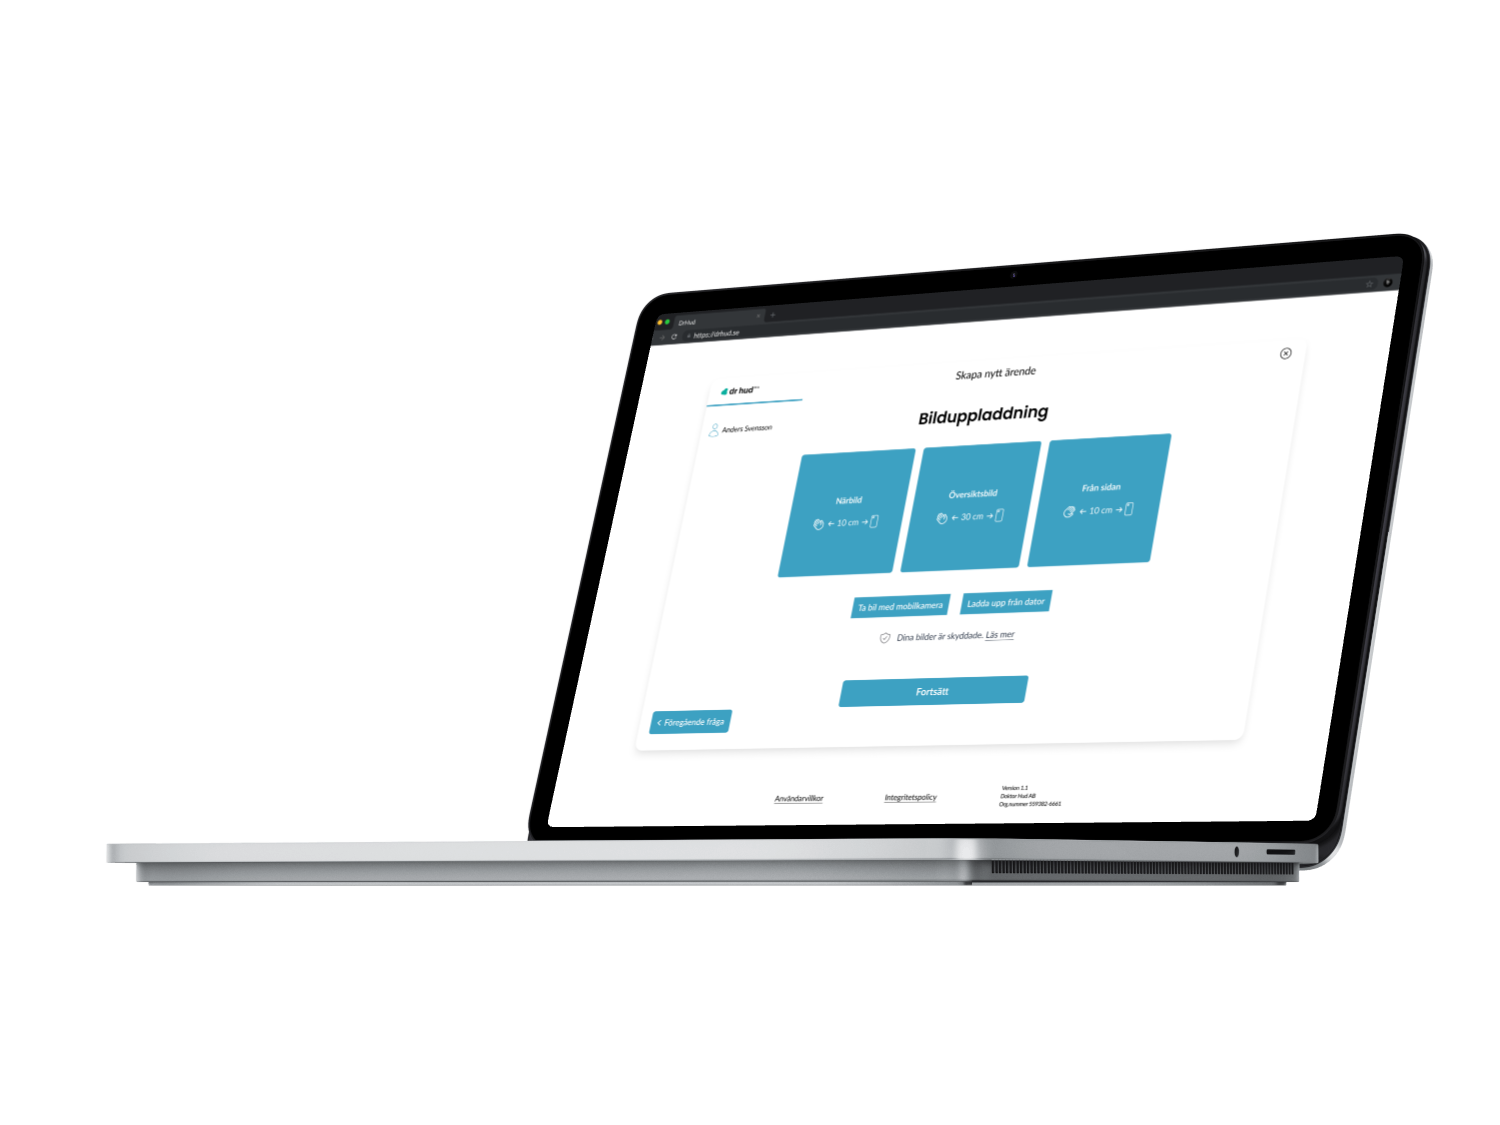 DrHud
https://drhud.se
Skapa nytt ärende
dr hud
Anders Svensson
Bilduppladdning
Närbild
← 10 cm →
Översiktsbild
← 30 cm →
Från sidan
← 10 cm →
Ta bil med mobilkamera
Ladda upp från dator
Dina bilder är skyddade. Läs mer
Fortsätt
< Föregående fråga
Användarvillkor
Integritetspolicy
Version 1.1
Doktor Hud AB
Org.nummer 559382-6661